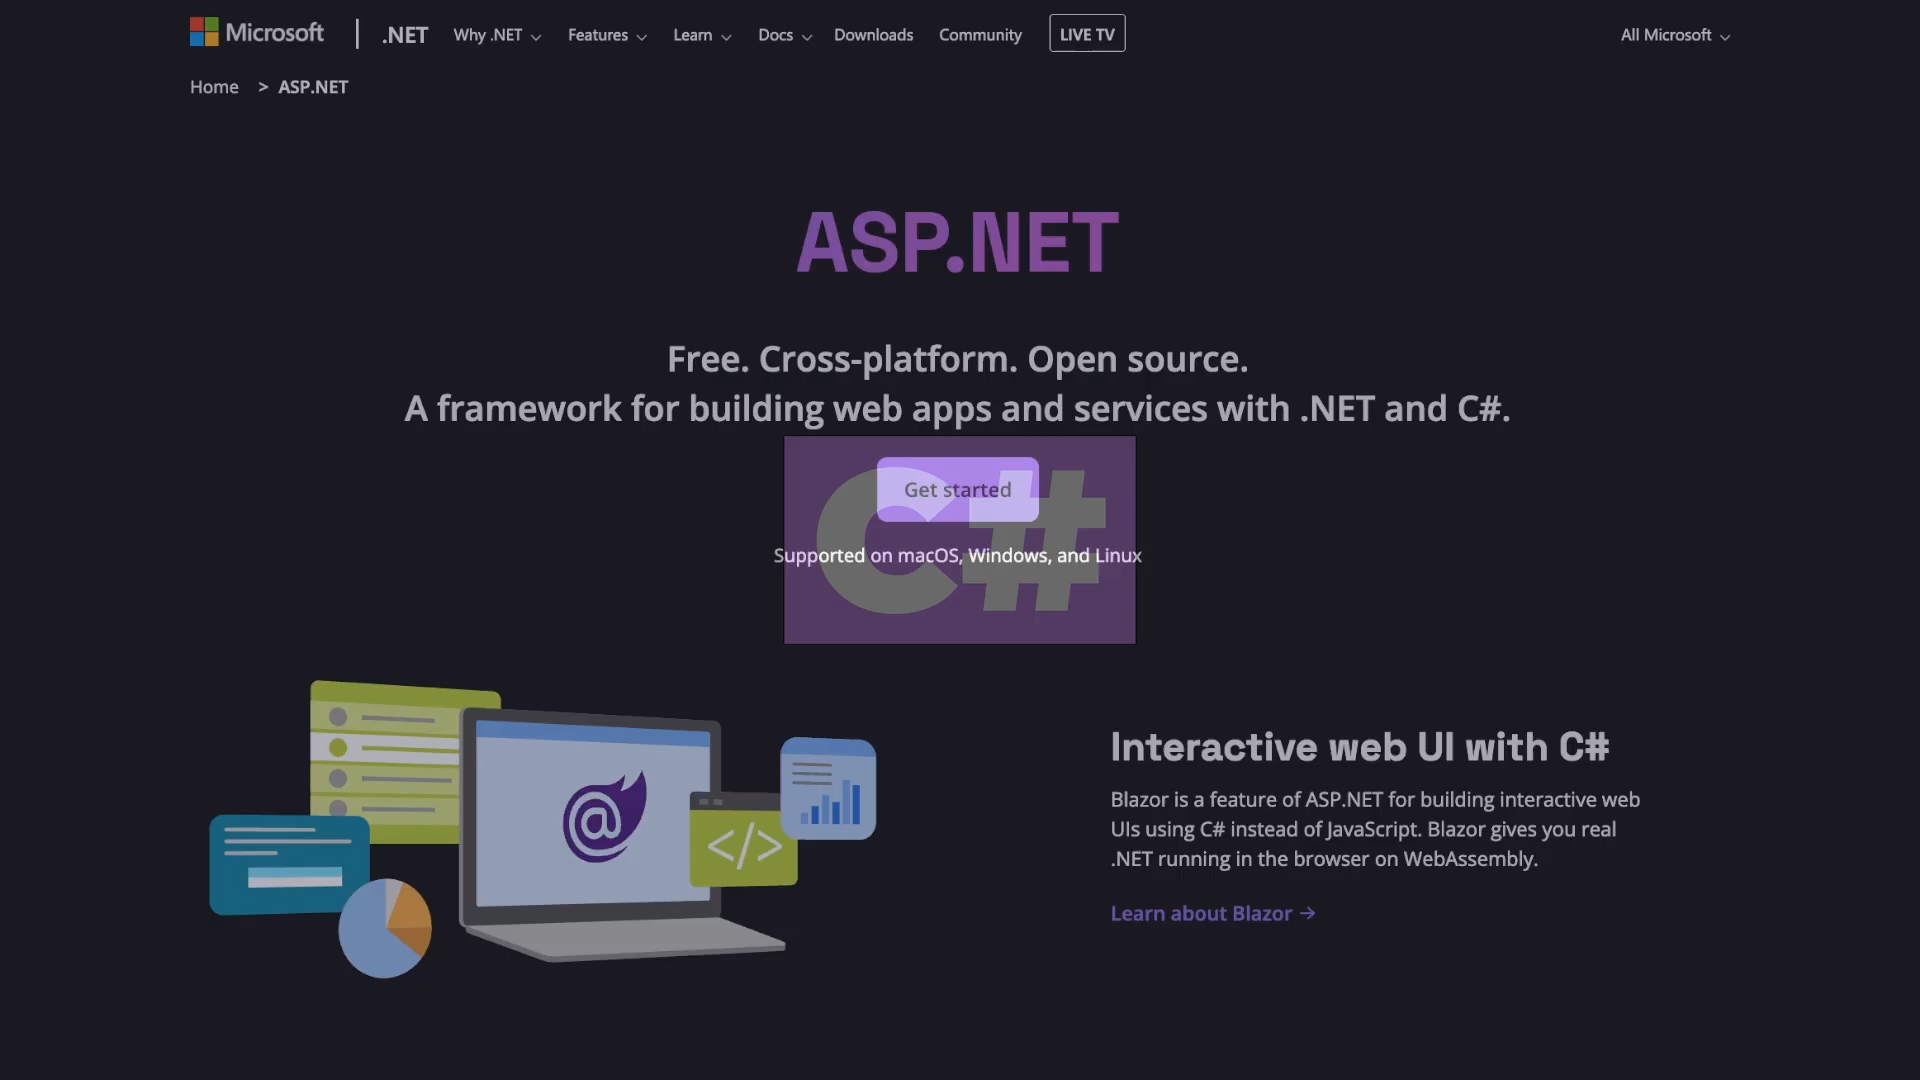 Microsoft
.NET
Why .NET
Features
Learn
Docs
Downloads
Community
LIVE TV
All Microsoft
Home > ASP.NET
ASP.NET
Free. Cross-platform. Open source.
A framework for building web apps and services with .NET and C#.
Get started
C#
Supported on macOS, Windows, and Linux
@
</>
Interactive web UI with C#
Blazor is a feature of ASP.NET for building interactive web
UIs using C# instead of JavaScript. Blazor gives you real
.NET running in the browser on WebAssembly.
Learn about Blazor →